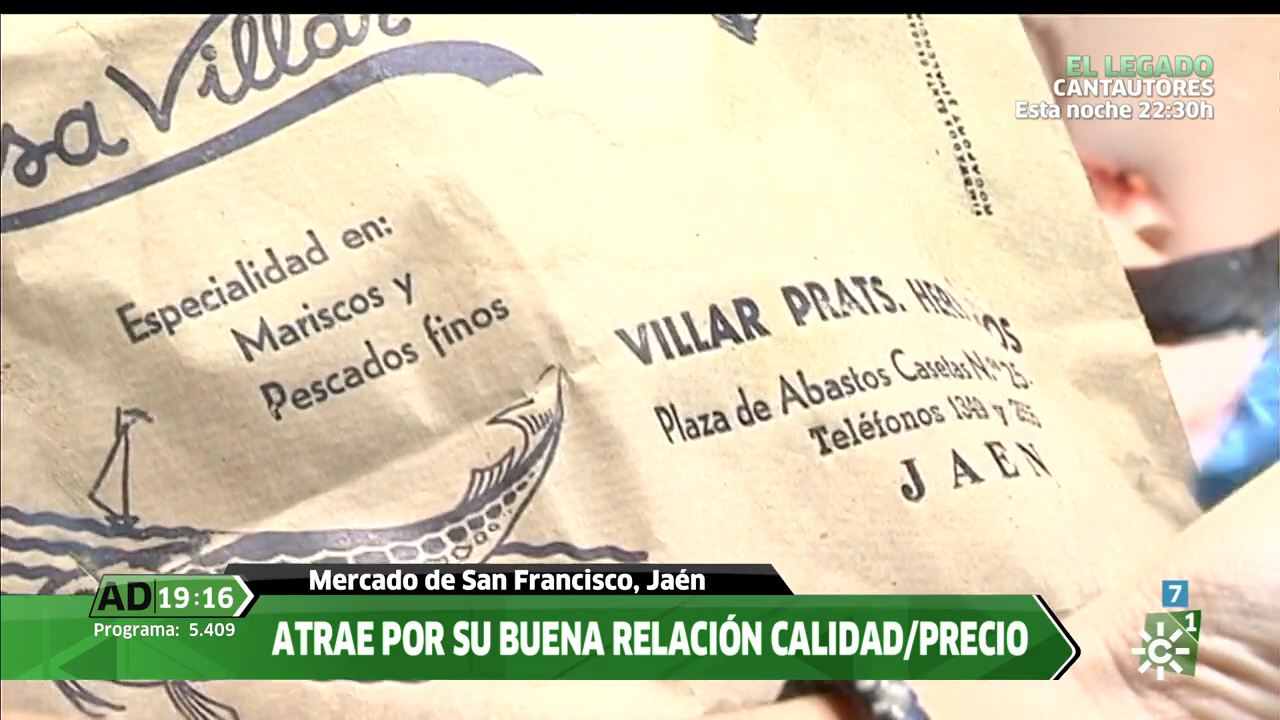 sa Villar
Especialidad en:
Mariscos y
Pescados finos
VILLAR PRATS.
Plaza de Abastos Casetas N.º 25-
Teléfonos 1349 y
JAEN
EL LEGADO
CANTAUTORES
Esta noche 22:30h
Mercado de San Francisco, Jaén
AD 19:16
Programa: 5.409
ATRAE POR SU BUENA RELACIÓN CALIDAD/PRECIO
7
1